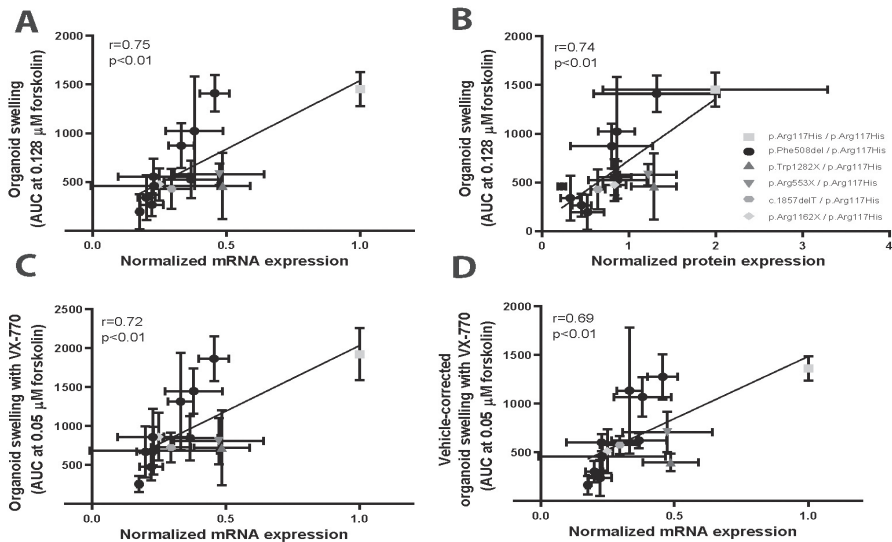 A
r=0.75
p<0.01
Organoid swelling
(AUC at 0.128 µM forskolin)
2000
1500
1000
500
0.0
0.5
1.0
Normalized mRNA expression
B
r=0.74
p<0.01
Organoid swelling
(AUC at 0.128 µM forskolin)
2000
1500
1000
500
0
0
1
2
3
4
Normalized protein expression
p.Arg117His / p.Arg117His
p.Phe508del / p.Arg117His
p.Trp1282X / p.Arg117His
p.Arg553X / p.Arg117His
c.1857delT / p.Arg117His
p.Arg1162X / p.Arg117His
C
r=0.72
p<0.01
Organoid swelling with VX-770
(AUC at 0.05 µM forskolin)
2500
2000
1500
1000
500
0.0
0.5
1.0
Normalized mRNA expression
D
r=0.69
p<0.01
Vehicle-corrected
organoid swelling with VX-770
(AUC at 0.05 µM forskolin)
2000
1500
1000
500
0
0.0
0.5
1.0
Normalized mRNA expression